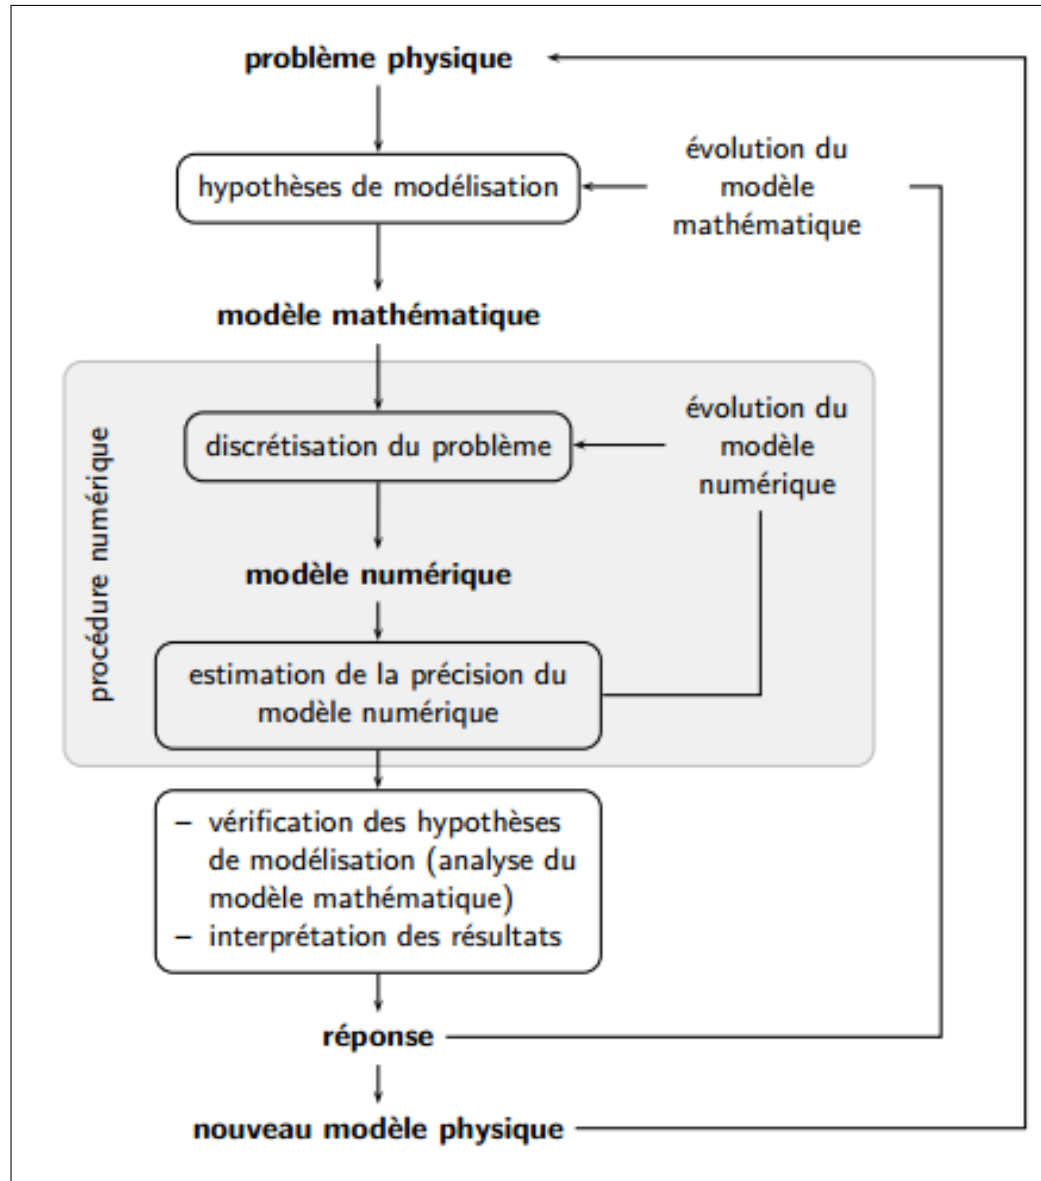 problème physique
hypothèses de modélisation
évolution du
modèle
mathématique
modèle mathématique
procédure numérique
discrétisation du problème
évolution du
modèle
numérique
modèle numérique
estimation de la précision du
modèle numérique
– vérification des hypothèses
de modélisation (analyse du
modèle mathématique)
– interprétation des résultats
réponse
nouveau modèle physique